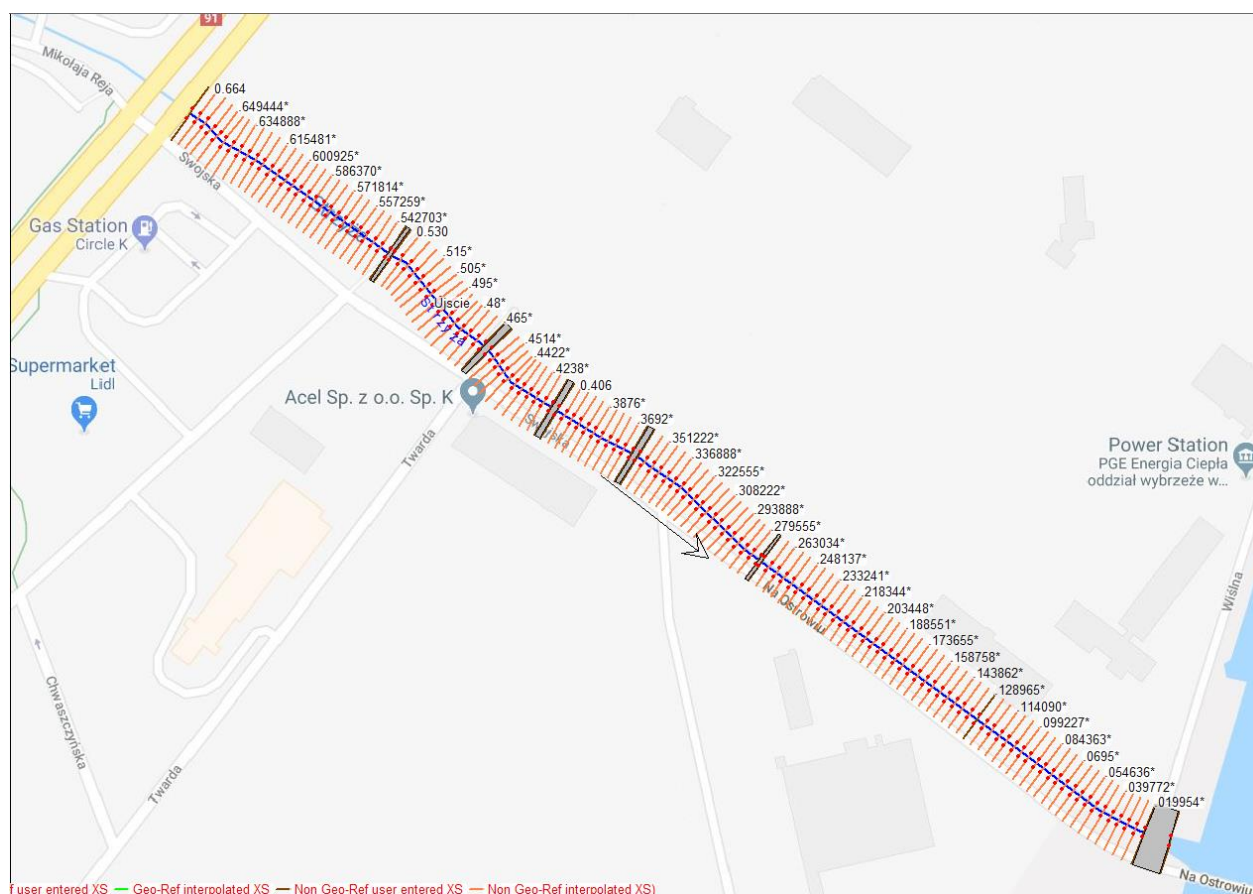 91
Mikołaja Reja
0.664
.649444*
.634888*
.615481*
.600925*
.586370*
.571814*
.557259*
.542703*
0.530
.515*
.505*
.495*
.48*
.465*
.4514*
.4422*
.4238*
0.406
.3876*
.3692*
.351222*
.336888*
.322555*
.308222*
.293888*
.279555*
.263034*
.248137*
.233241*
.218344*
.203448*
.188551*
.173655*
.158758*
.143862*
.128965*
.114090*
.099227*
.084363*
.0695*
.054636*
.039772*
.019954*
Swojska
Gas Station
Circle K
Ujscie
Strzyza
Supermarket
Lidl
Acel Sp. z o.o. Sp. K
Swojska
Twarda
Power Station
PGE Energia Ciepła
oddział wybrzeże w...
Na Ostrowiu
Wiślna
Chwaszczyńska
Twarda
Na Ostrowiu
f user entered XS Geo-Ref interpolated XS Non Geo-Ref user entered XS Non Geo-Ref interpolated XS)